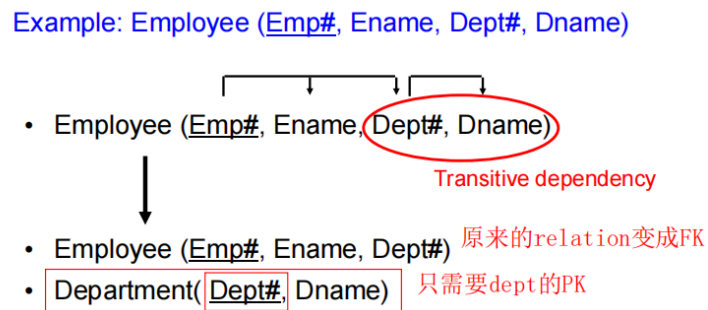 Example: Employee (Emp#, Ename, Dept#, Dname)
• Employee (Emp#, Ename, Dept#, Dname)
Transitive dependency
• Employee (Emp#, Ename, Dept#) 原来的relation变成FK
• Department( Dept#, Dname) 只需要dept的PK